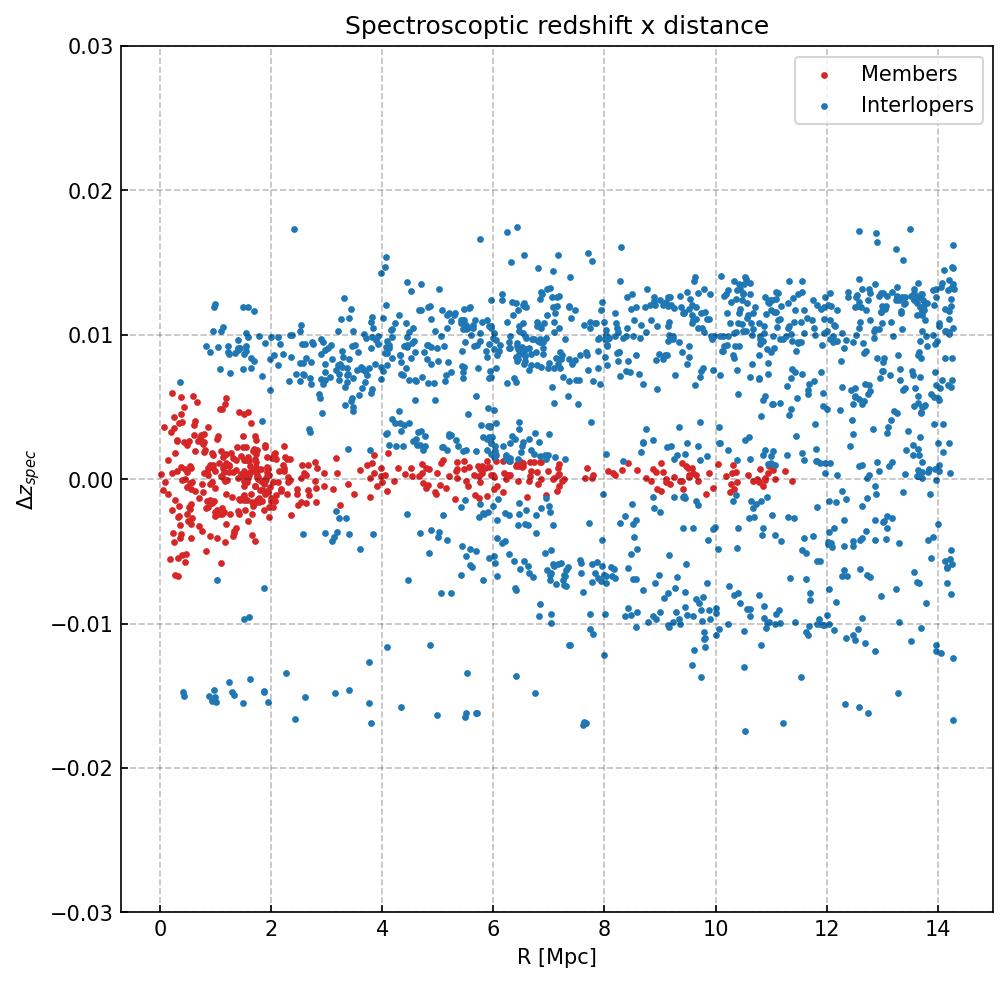 Spectroscoptic redshift x distance
Members
Interlopers
0.03
0.02
0.01
0.00
−0.01
−0.02
−0.03
Δz_spec
0 2 4 6 8 10 12 14
R [Mpc]